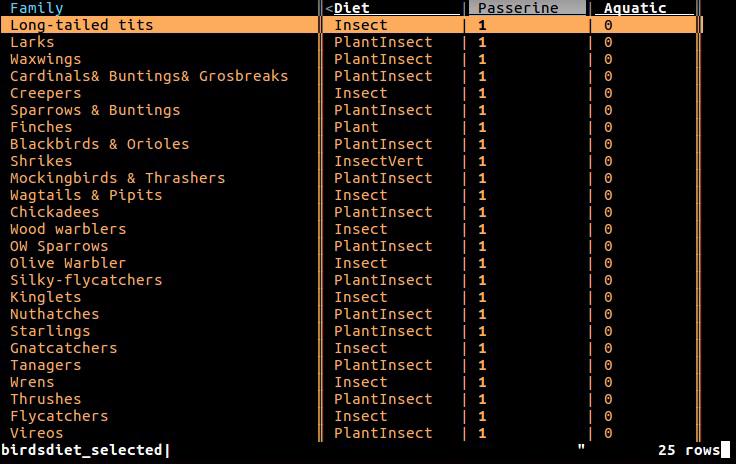 Family <Diet | Passerine | Aquatic
Long-tailed tits ‖ Insect | 1 | 0
Larks ‖ PlantInsect | 1 | 0
Waxwings ‖ PlantInsect | 1 | 0
Cardinals& Buntings& Grosbreaks ‖ PlantInsect | 1 | 0
Creepers ‖ Insect | 1 | 0
Sparrows & Buntings ‖ PlantInsect | 1 | 0
Finches ‖ Plant | 1 | 0
Blackbirds & Orioles ‖ PlantInsect | 1 | 0
Shrikes ‖ InsectVert | 1 | 0
Mockingbirds & Thrashers ‖ PlantInsect | 1 | 0
Wagtails & Pipits ‖ Insect | 1 | 0
Chickadees ‖ PlantInsect | 1 | 0
Wood warblers ‖ Insect | 1 | 0
OW Sparrows ‖ PlantInsect | 1 | 0
Olive Warbler ‖ Insect | 1 | 0
Silky-flycatchers ‖ PlantInsect | 1 | 0
Kinglets ‖ Insect | 1 | 0
Nuthatches ‖ PlantInsect | 1 | 0
Starlings ‖ PlantInsect | 1 | 0
Gnatcatchers ‖ Insect | 1 | 0
Tanagers ‖ PlantInsect | 1 | 0
Wrens ‖ Insect | 1 | 0
Thrushes ‖ PlantInsect | 1 | 0
Flycatchers ‖ Insect | 1 | 0
Vireos ‖ PlantInsect | 1 | 0
birdsdiet_selected| " 25 rows